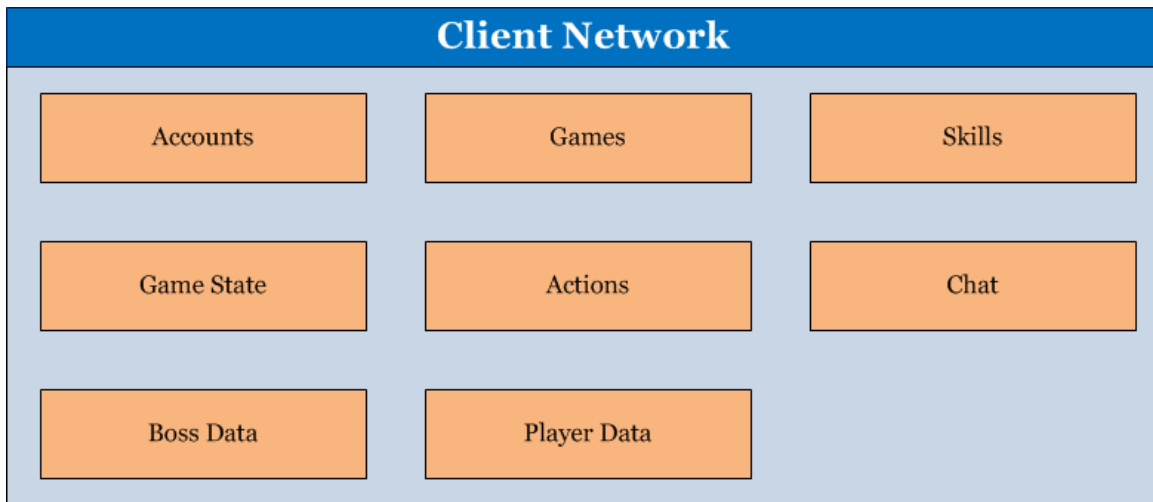 Client Network
Accounts
Games
Skills
Game State
Actions
Chat
Boss Data
Player Data